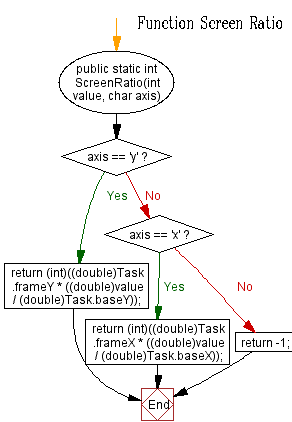 Function Screen Ratio
public static int
ScreenRatio(int
value, char axis)
axis == 'y' ?
Yes
No
axis == 'x' ?
return (int)((double)Task
.frameY * ((double)value
/ (double)Task.baseY));
Yes
No
return (int)((double)Task
.frameX * ((double)value
/ (double)Task.baseX));
return -1;
End